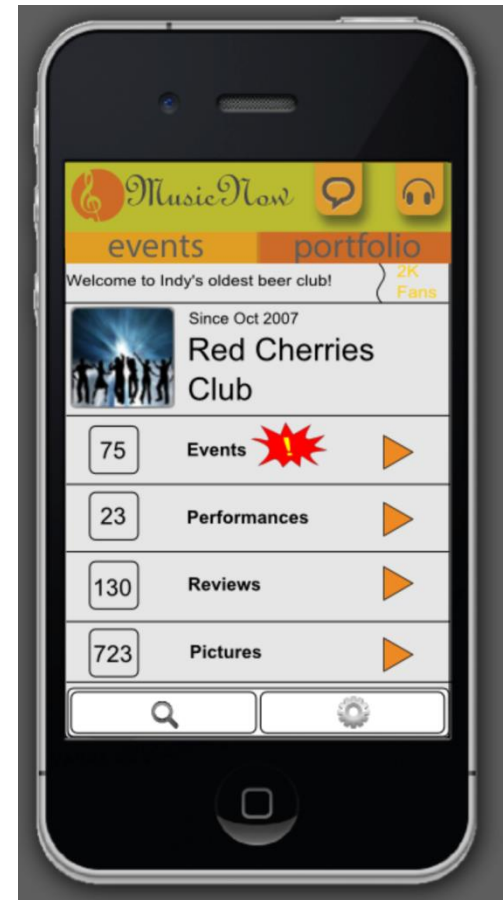 MusicNow
events portfolio
Welcome to Indy's oldest beer club!
2K
Fans
Since Oct 2007
Red Cherries
Club
75 Events !
23 Performances
130 Reviews
723 Pictures